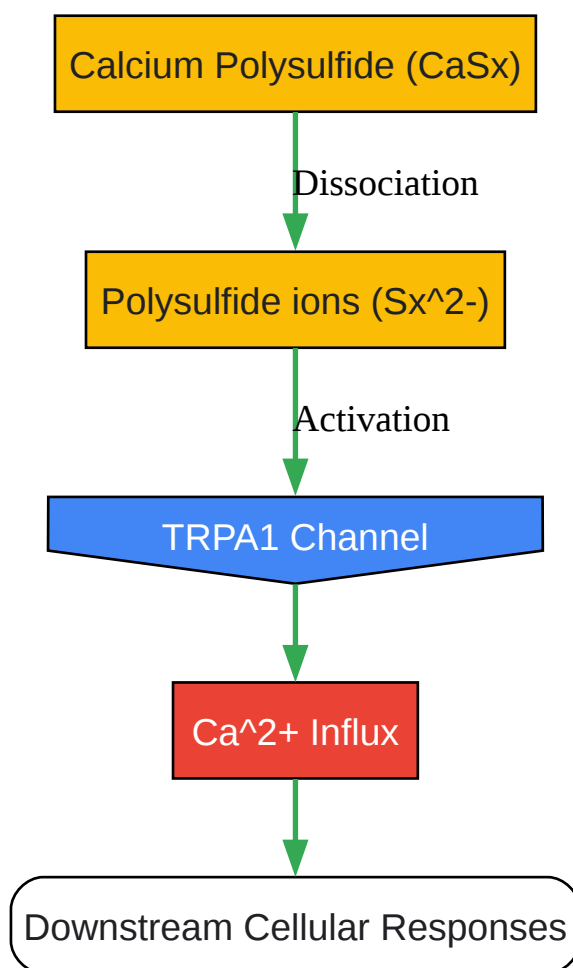 Calcium Polysulfide (CaSx)
Dissociation
Polysulfide ions (Sx^2-)
Activation
TRPA1 Channel
Ca^2+ Influx
Downstream Cellular Responses